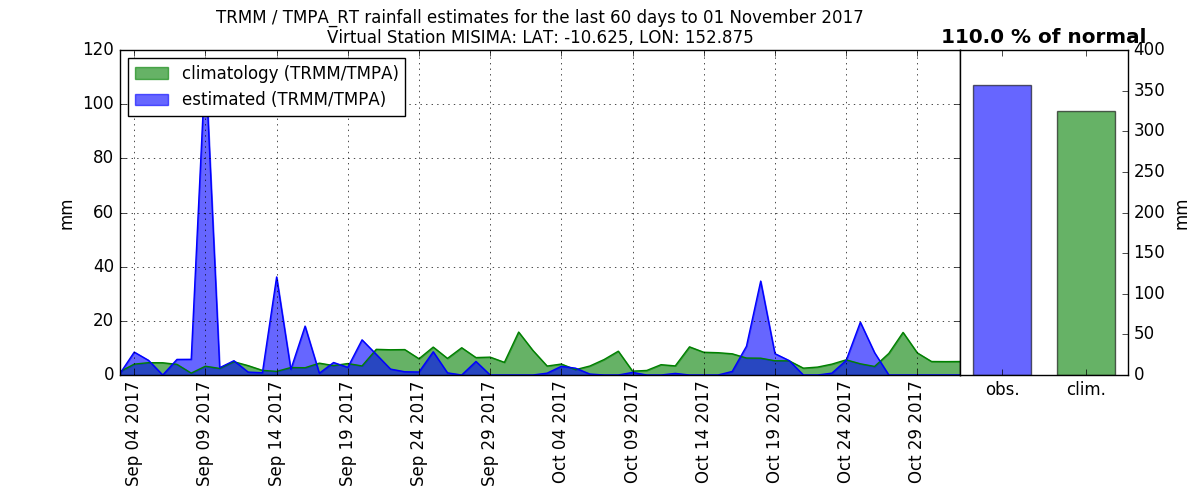 TRMM / TMPA_RT rainfall estimates for the last 60 days to 01 November 2017
Virtual Station MISIMA: LAT: -10.625, LON: 152.875
110.0 % of normal
climatology (TRMM/TMPA)
estimated (TRMM/TMPA)
120
100
80
60
40
20
0
mm
400
350
300
250
200
150
100
50
0
mm
Sep 04 2017
Sep 09 2017
Sep 14 2017
Sep 19 2017
Sep 24 2017
Sep 29 2017
Oct 04 2017
Oct 09 2017
Oct 14 2017
Oct 19 2017
Oct 24 2017
Oct 29 2017
obs.
clim.